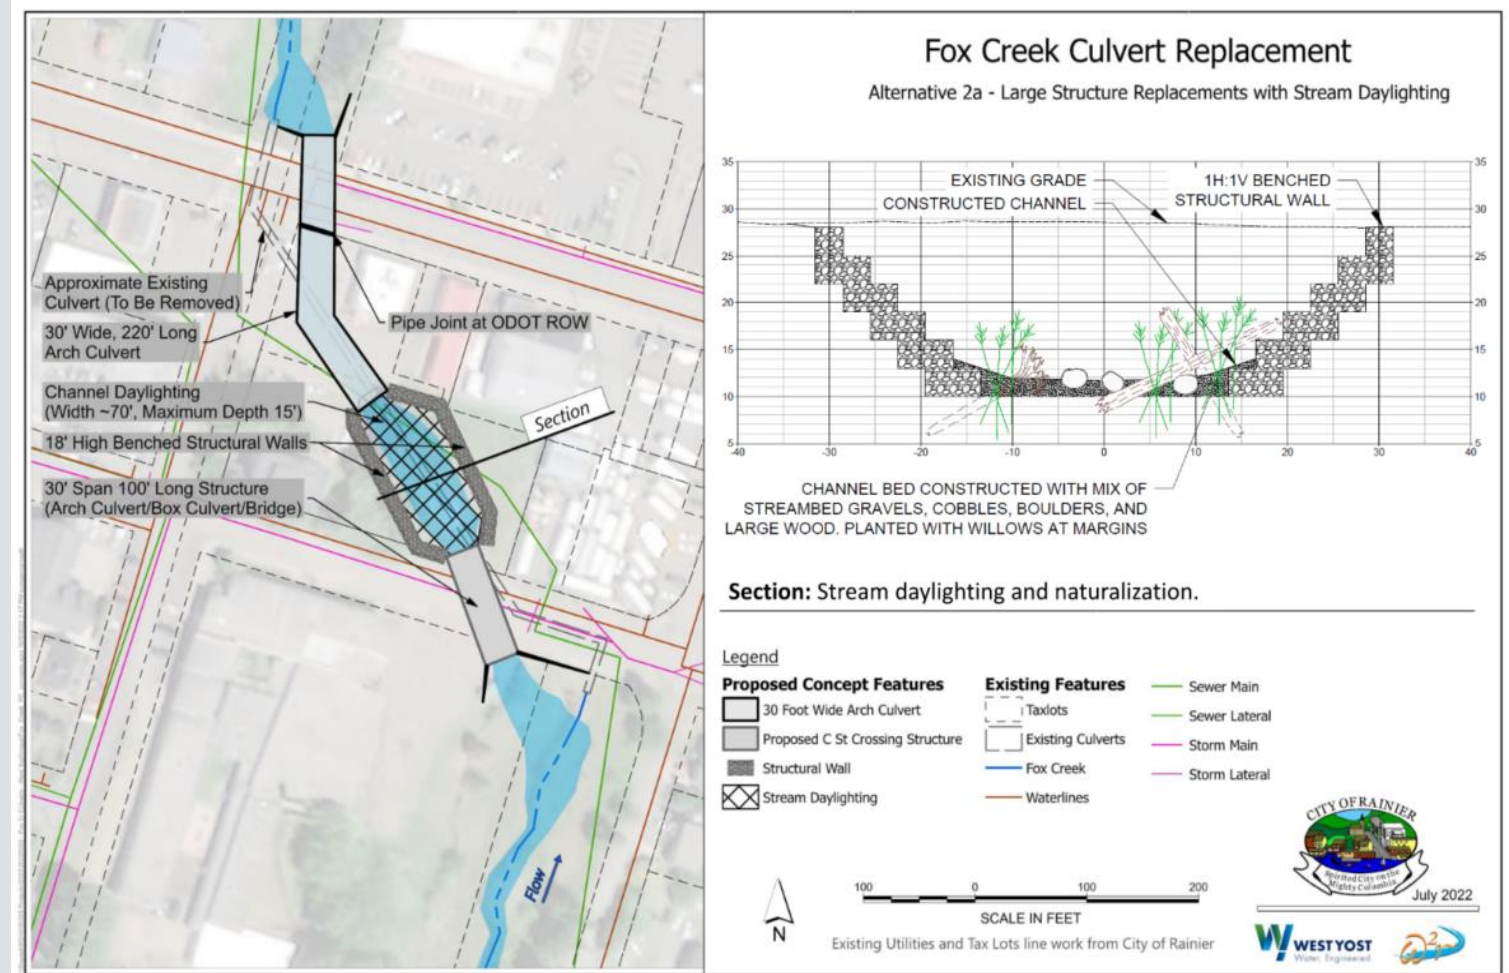 Approximate Existing
Culvert (To Be Removed)
30' Wide, 220' Long
Arch Culvert
Pipe Joint at ODOT ROW
Channel Daylighting
(Width ~70', Maximum Depth 15')
18' High Benched Structural Walls
30' Span 100' Long Structure
(Arch Culvert/Box Culvert/Bridge)
Section
Flow
Fox Creek Culvert Replacement
Alternative 2a - Large Structure Replacements with Stream Daylighting
35
30
25
20
15
10
5
35
30
25
20
15
10
5
-40
-30
-20
-10
0
10
20
30
40
EXISTING GRADE
CONSTRUCTED CHANNEL
1H:1V BENCHED
STRUCTURAL WALL
CHANNEL BED CONSTRUCTED WITH MIX OF
STREAMBED GRAVELS, COBBLES, BOULDERS, AND
LARGE WOOD. PLANTED WITH WILLOWS AT MARGINS
Section: Stream daylighting and naturalization.
Legend
Proposed Concept Features
30 Foot Wide Arch Culvert
Proposed C St Crossing Structure
Structural Wall
Stream Daylighting
Existing Features
Taxlots
Existing Culverts
Fox Creek
Waterlines
Sewer Main
Sewer Lateral
Storm Main
Storm Lateral
N
100 0 100 200
SCALE IN FEET
Existing Utilities and Tax Lots line work from City of Rainier
CITY OF RAINIER
Spirited City on the
Mighty Columbia
July 2022
WEST YOST
Water. Engineered.